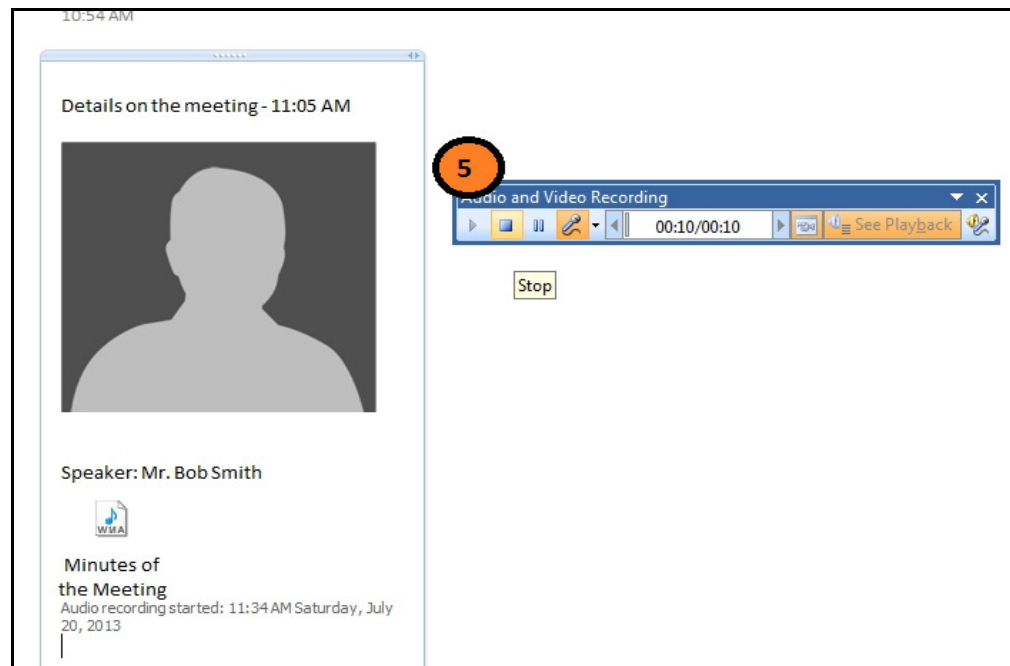 10:54 AM
Details on the meeting - 11:05 AM
5
Audio and Video Recording
00:10/00:10
See Playback
Stop
Speaker: Mr. Bob Smith
WMA
Minutes of
the Meeting
Audio recording started: 11:34 AM Saturday, July
20, 2013